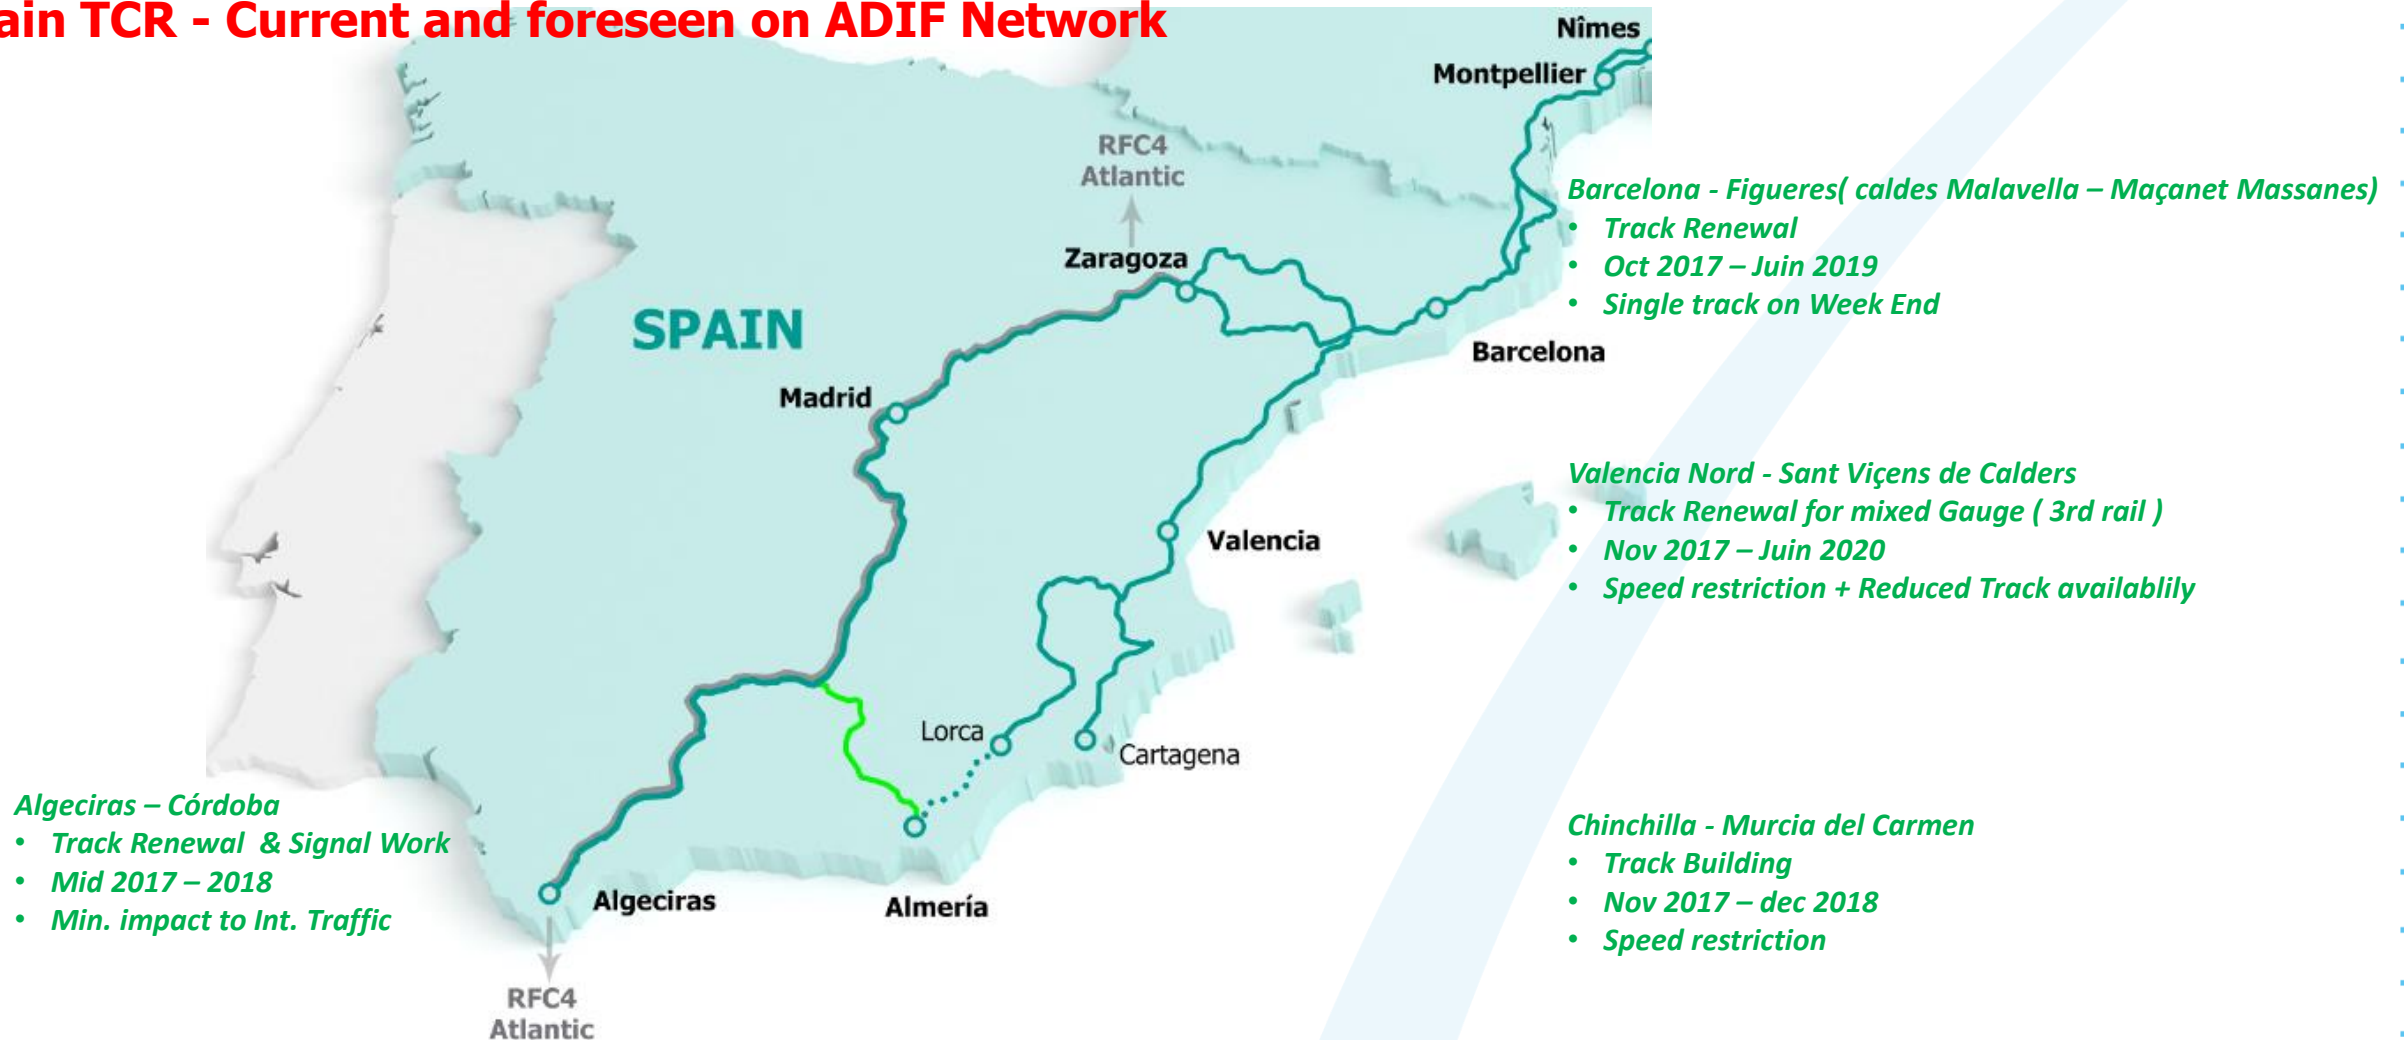 ain TCR - Current and foreseen on ADIF Network
Nîmes
Montpellier
RFC4
Atlantic
Zaragoza
SPAIN
Madrid
Barcelona
Valencia
Lorca
Cartagena
Algeciras
Almería
RFC4
Atlantic
Barcelona - Figueres( caldes Malavella – Maçanet Massanes)
• Track Renewal
• Oct 2017 – Juin 2019
• Single track on Week End
Valencia Nord - Sant Viçens de Calders
• Track Renewal for mixed Gauge ( 3rd rail )
• Nov 2017 – Juin 2020
• Speed restriction + Reduced Track availablily
Algeciras – Córdoba
• Track Renewal & Signal Work
• Mid 2017 – 2018
• Min. impact to Int. Traffic
Chinchilla - Murcia del Carmen
• Track Building
• Nov 2017 – dec 2018
• Speed restriction